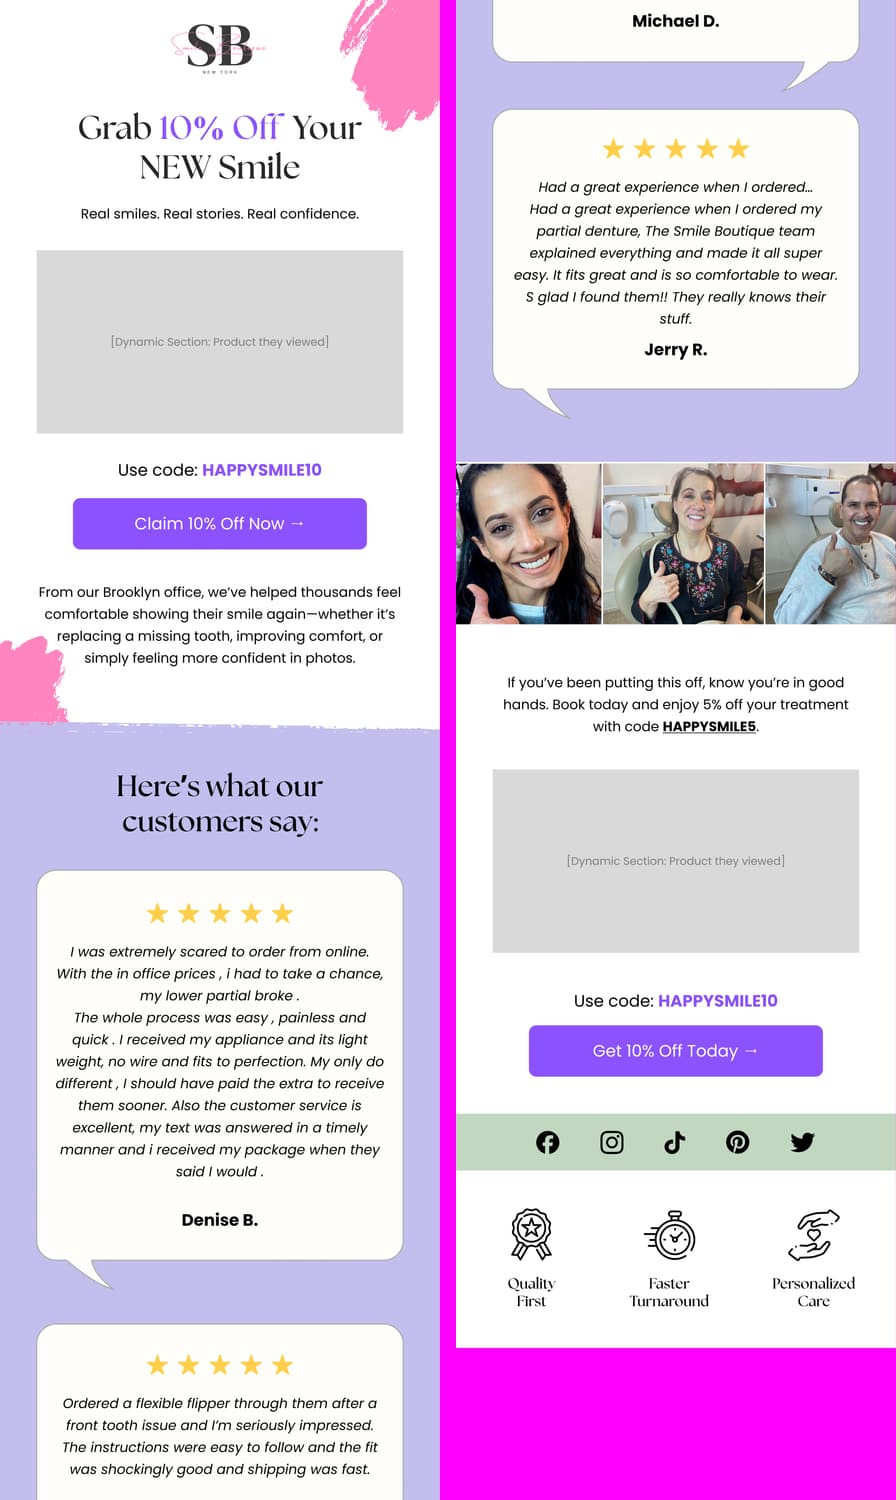 SB
Smile Boutique
NEW YORK
Grab 10% Off Your
NEW Smile
Real smiles. Real stories. Real confidence.
[Dynamic Section: Product they viewed]
Use code: HAPPYSMILE10
Claim 10% Off Now →
From our Brooklyn office, we've helped thousands feel
comfortable showing their smile again—whether it's
replacing a missing tooth, improving comfort, or
simply feeling more confident in photos.
Here's what our
customers say:
I was extremely scared to order from online.
With the in office prices , i had to take a chance,
my lower partial broke .
The whole process was easy , painless and
quick . I received my appliance and its light
weight, no wire and fits to perfection. My only do
different , I should have paid the extra to receive
them sooner. Also the customer service is
excellent, my text was answered in a timely
manner and i received my package when they
said I would .
Denise B.
Ordered a flexible flipper through them after a
front tooth issue and I'm seriously impressed.
The instructions were easy to follow and the fit
was shockingly good and shipping was fast.
Michael D.
Had a great experience when I ordered...
Had a great experience when I ordered my
partial denture, The Smile Boutique team
explained everything and made it all super
easy. It fits great and is so comfortable to wear.
S glad I found them!! They really knows their
stuff.
Jerry R.
If you've been putting this off, know you're in good
hands. Book today and enjoy 5% off your treatment
with code HAPPYSMILE5.
[Dynamic Section: Product they viewed]
Use code: HAPPYSMILE10
Get 10% Off Today →
Quality
First
Faster
Turnaround
Personalized
Care